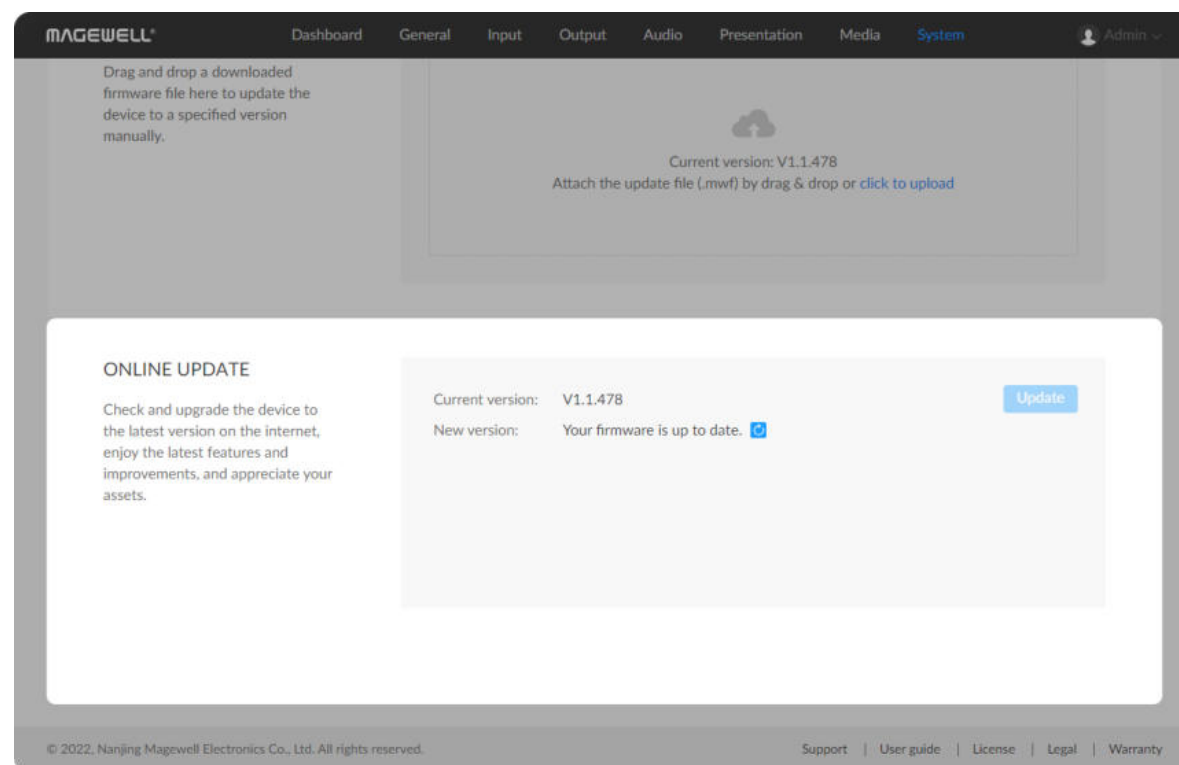 MAGEWELL®
Dashboard General Input Output Audio Presentation Media System Admin
Drag and drop a downloaded
firmware file here to update the
device to a specified version
manually.
Current version: V1.1.478
Attach the update file (.mwf) by drag & drop or click to upload
ONLINE UPDATE
Check and upgrade the device to
the latest version on the internet,
enjoy the latest features and
improvements, and appreciate your
assets.
Current version: V1.1.478
Update
New version: Your firmware is up to date.
© 2022, Nanjing Magewell Electronics Co., Ltd. All rights reserved.
Support | User guide | License | Legal | Warranty